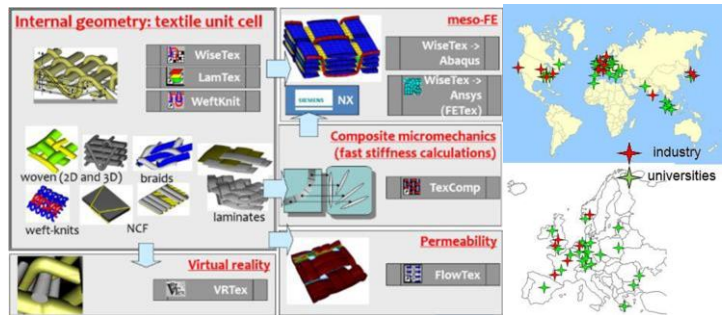 Internal geometry: textile unit cell
WiseTex
LamTex
WeftKnit
woven (2D and 3D)
braids
laminates
weft-knits
NCF
Virtual reality
VRTex
meso-FE
WiseTex ->
Abaqus
WiseTex ->
Ansys
(FETex)
SIEMENS
NX
Composite micromechanics
(fast stiffness calculations)
TexComp
Permeability
FlowTex
industry
universities